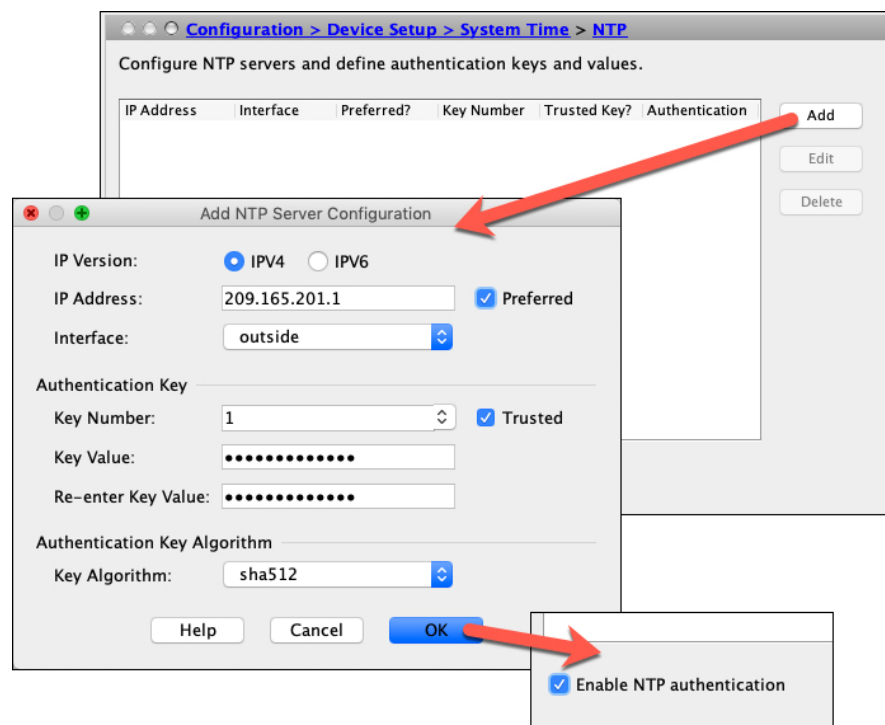 Configuration > Device Setup > System Time > NTP
Configure NTP servers and define authentication keys and values.
IP Address Interface Preferred? Key Number Trusted Key? Authentication
Add
Edit
Delete
Add NTP Server Configuration
IP Version: IPV4 IPV6
IP Address: 209.165.201.1 Preferred
Interface: outside
Authentication Key
Key Number: 1 Trusted
Key Value: •••••••••••••
Re-enter Key Value: •••••••••••••
Authentication Key Algorithm
Key Algorithm: sha512
Help Cancel OK
Enable NTP authentication